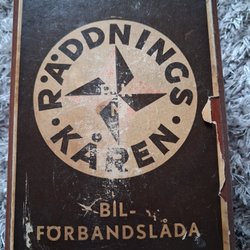 · RÄDDNINGS ·
KÅREN
· BIL- ·
FÖRBANDSLÅDA